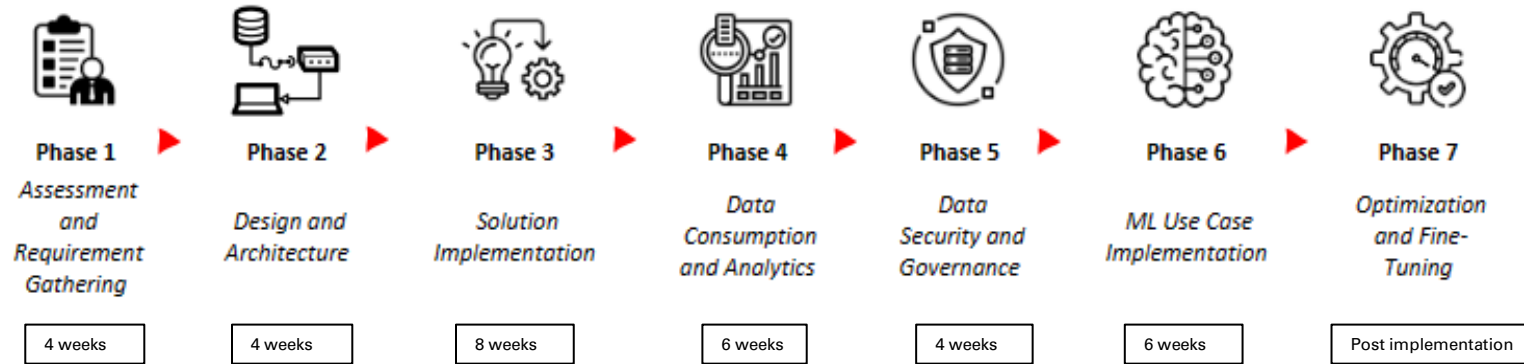 Phase 1
Assessment
and
Requirement
Gathering
4 weeks
Phase 2
Design and
Architecture
4 weeks
Phase 3
Solution
Implementation
8 weeks
Phase 4
Data
Consumption
and Analytics
6 weeks
Phase 5
Data
Security and
Governance
4 weeks
Phase 6
ML Use Case
Implementation
6 weeks
Phase 7
Optimization
and Fine-
Tuning
Post implementation